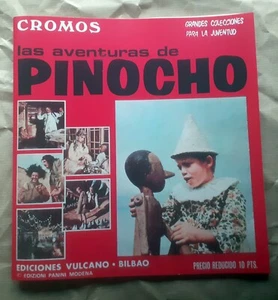 CROMOS
GRANDES COLECCIONES
PARA LA JUVENTUD
las aventuras de
PINOCHO
EDICIONES VULCANO • BILBAO
© EDIZIONI PANINI MODENA
PRECIO REDUCIDO 10 PTS.